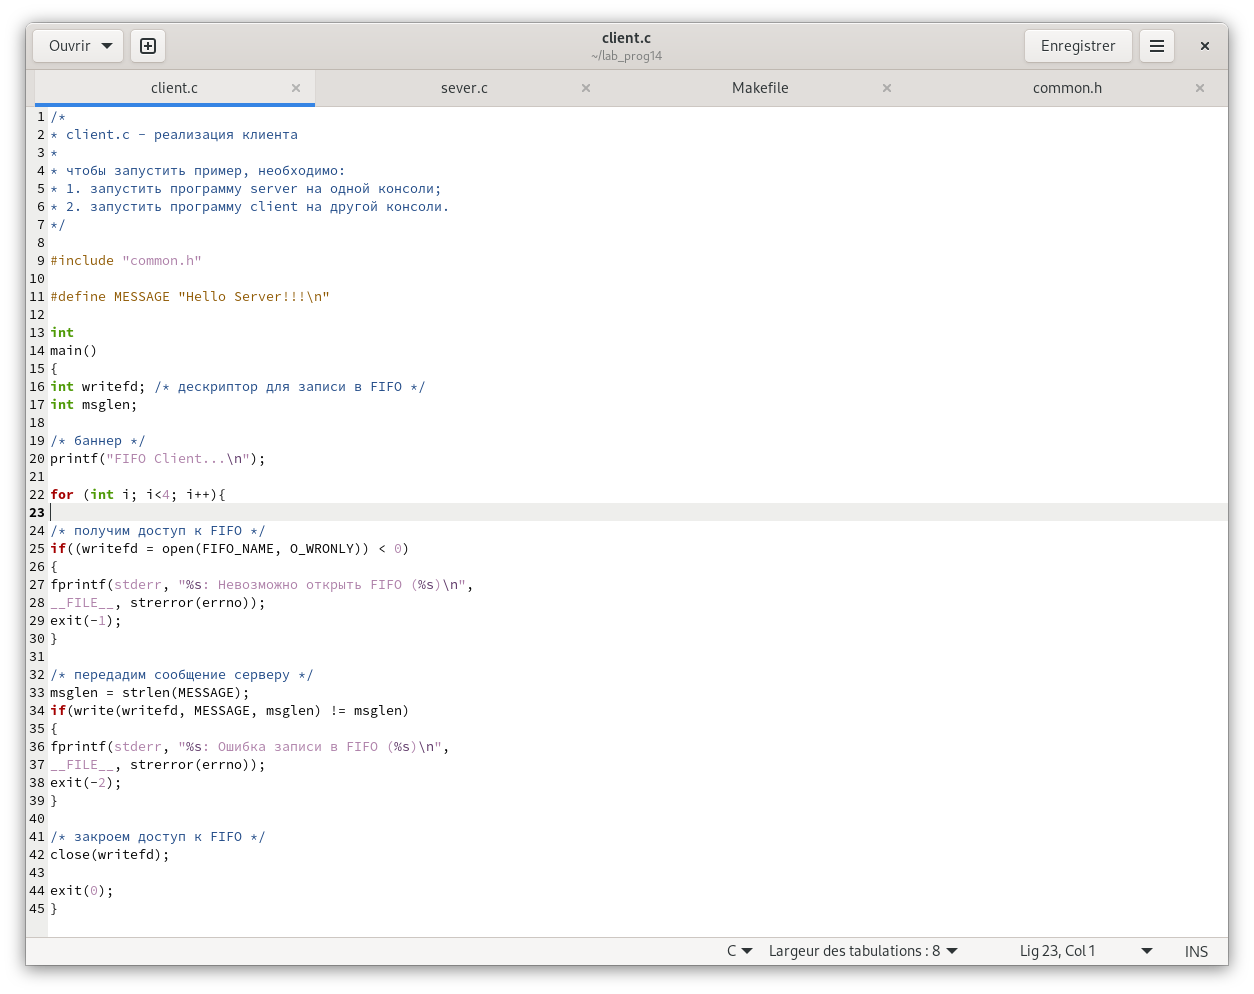 Ouvrir
client.c
~/lab_prog14
Enregistrer
client.c
sever.c
Makefile
common.h
1 /*
2 * client.c - реализация клиента
3 *
4 * чтобы запустить пример, необходимо:
5 * 1. запустить программу server на одной консоли;
6 * 2. запустить программу client на другой консоли.
7 */
8
9 #include "common.h"
10
11 #define MESSAGE "Hello Server!!!\n"
12
13 int
14 main()
15 {
16 int writefd; /* дескриптор для записи в FIFO */
17 int msglen;
18
19 /* баннер */
20 printf("FIFO Client...\n");
21
22 for (int i; i<4; i++){
23
24 /* получим доступ к FIFO */
25 if((writefd = open(FIFO_NAME, O_WRONLY)) < 0)
26 {
27 fprintf(stderr, "%s: Невозможно открыть FIFO (%s)\n",
28 __FILE__, strerror(errno));
29 exit(-1);
30 }
31
32 /* передадим сообщение серверу */
33 msglen = strlen(MESSAGE);
34 if(write(writefd, MESSAGE, msglen) != msglen)
35 {
36 fprintf(stderr, "%s: Ошибка записи в FIFO (%s)\n",
37 __FILE__, strerror(errno));
38 exit(-2);
39 }
40
41 /* закроем доступ к FIFO */
42 close(writefd);
43
44 exit(0);
45 }
C
Largeur des tabulations : 8
Lig 23, Col 1
INS